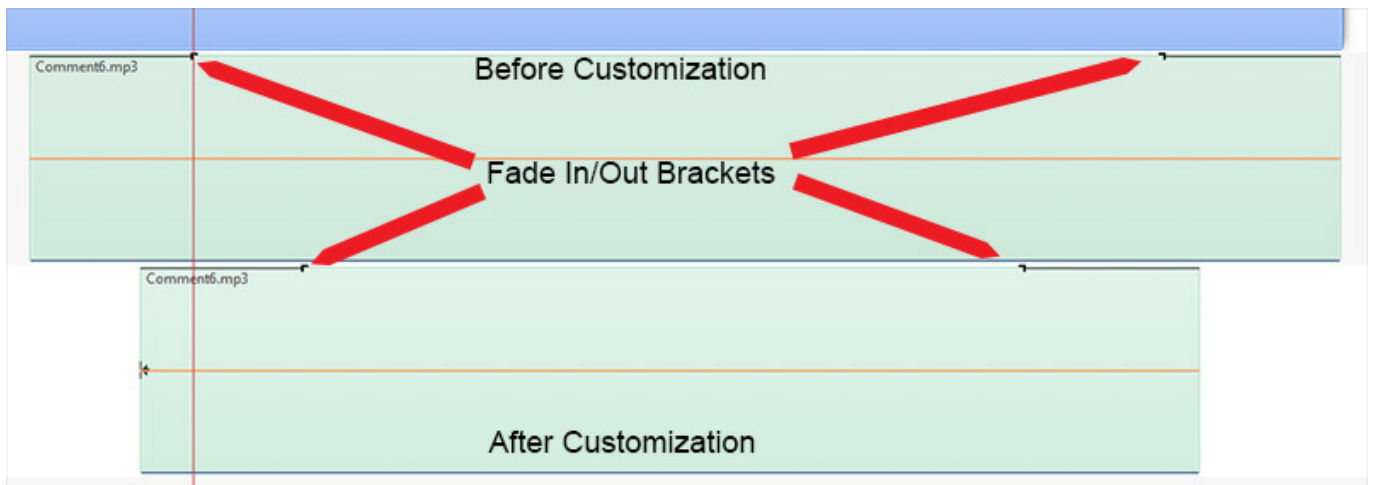 Comment6.mp3
Before Customization
Fade In/Out Brackets
Comment6.mp3
After Customization